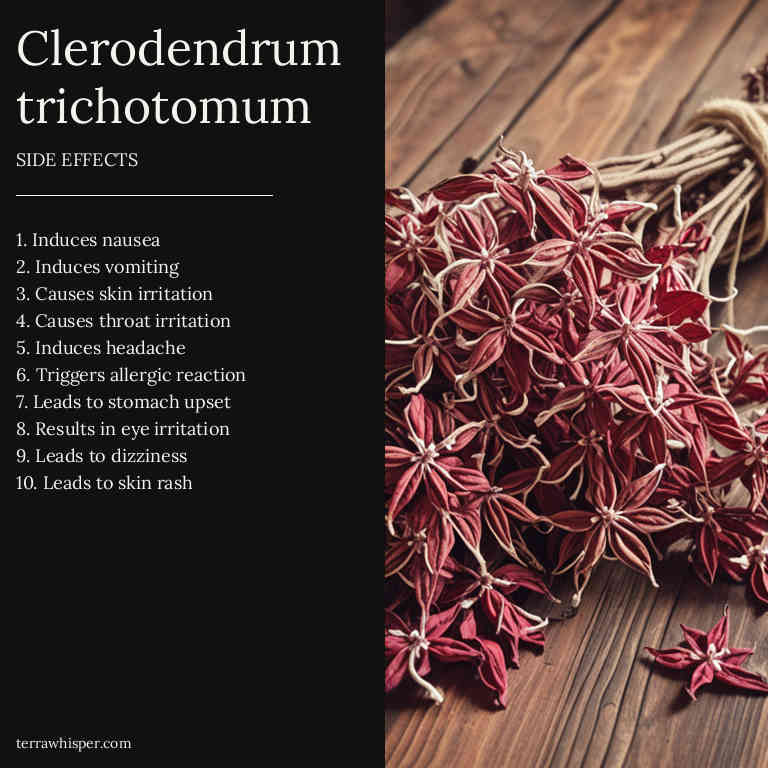 Clerodendrum
trichotomum
SIDE EFFECTS
1. Induces nausea
2. Induces vomiting
3. Causes skin irritation
4. Causes throat irritation
5. Induces headache
6. Triggers allergic reaction
7. Leads to stomach upset
8. Results in eye irritation
9. Leads to dizziness
10. Leads to skin rash
terrawhisper.com